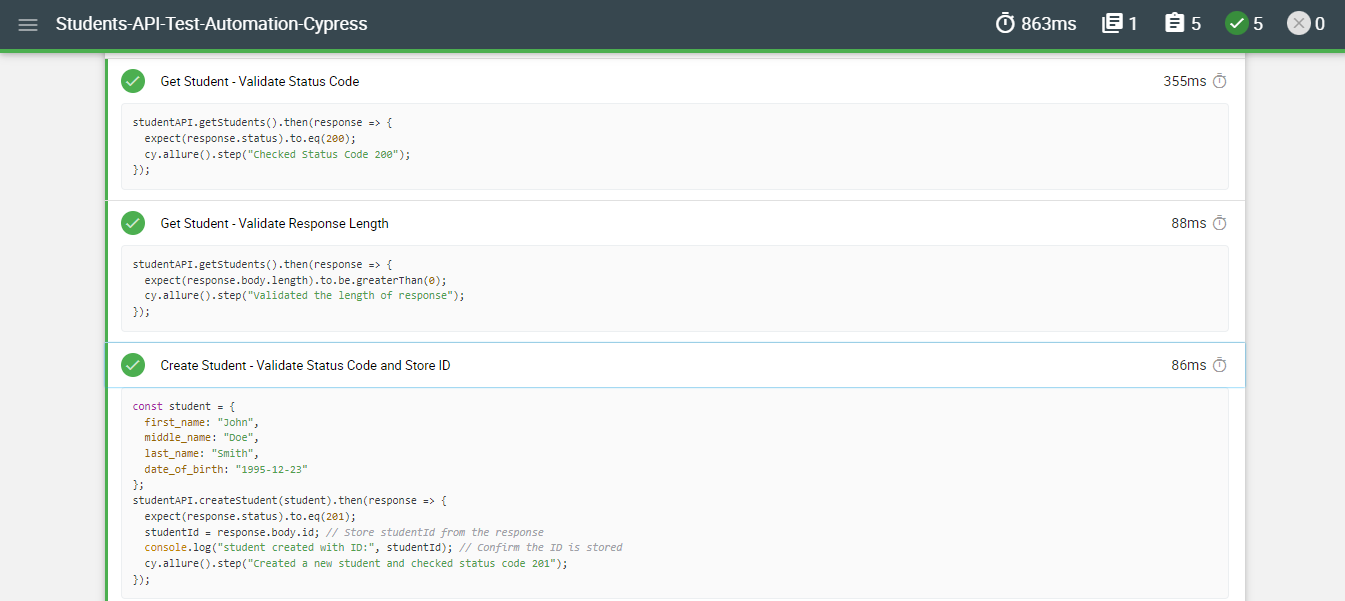 Students-API-Test-Automation-Cypress 863ms 1 5 5 0
Get Student - Validate Status Code 355ms
studentAPI.getStudents().then(response => {
  expect(response.status).to.eq(200);
  cy.allure().step("Checked Status Code 200");
});
Get Student - Validate Response Length 88ms
studentAPI.getStudents().then(response => {
  expect(response.body.length).to.be.greaterThan(0);
  cy.allure().step("Validated the length of response");
});
Create Student - Validate Status Code and Store ID 86ms
const student = {
  first_name: "John",
  middle_name: "Doe",
  last_name: "Smith",
  date_of_birth: "1995-12-23"
};
studentAPI.createStudent(student).then(response => {
  expect(response.status).to.eq(201);
  studentId = response.body.id; // Store studentId from the response
  console.log("student created with ID:", studentId); // Confirm the ID is stored
  cy.allure().step("Created a new student and checked status code 201");
});